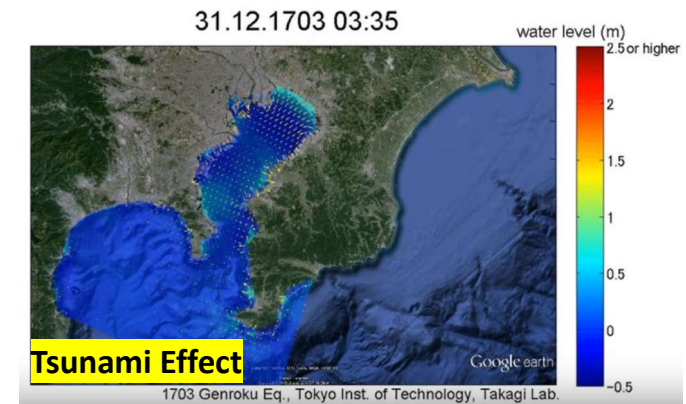 31.12.1703 03:35
water level (m)
2.5 or higher
2
1.5
1
0.5
0
-0.5
Tsunami Effect
Google earth
1703 Genroku Eq., Tokyo Inst. of Technology, Takagi Lab.